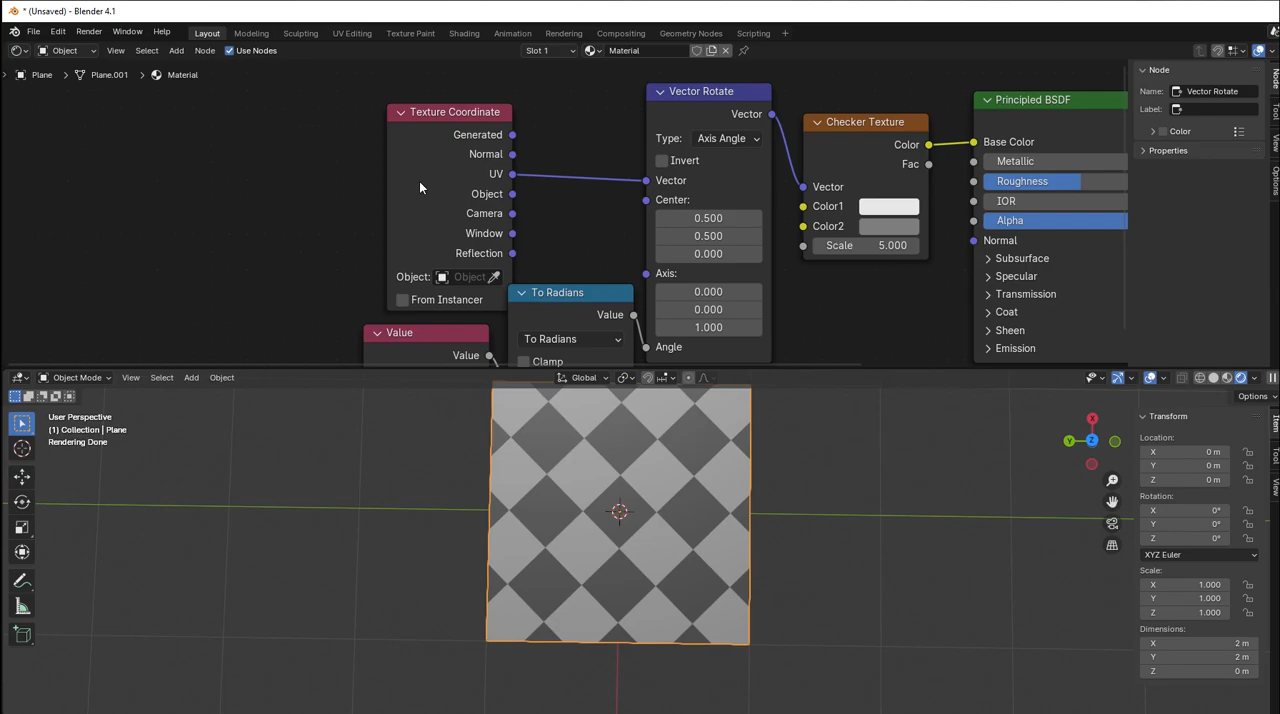 * (Unsaved) - Blender 4.1
File Edit Render Window Help Layout Modeling Sculpting UV Editing Texture Paint Shading Animation Rendering Compositing Geometry Nodes Scripting +
Object View Select Add Node Use Nodes Slot 1 Material
Plane Plane.001 Material
Texture Coordinate
Generated
Normal
UV
Object
Camera
Window
Reflection
Object: Object
From Instancer
Value
Value
To Radians
Value
To Radians
Clamp
Vector Rotate
Vector
Type: Axis Angle
Invert
Vector
Center:
0.500
0.500
0.000
Axis:
0.000
0.000
1.000
Angle
Checker Texture
Color
Fac
Vector
Color1
Color2
Scale 5.000
Principled BSDF
Base Color
Metallic
Roughness
IOR
Alpha
Normal
Subsurface
Specular
Transmission
Coat
Sheen
Emission
Node
Name: Vector Rotate
Label:
Color
Properties
Node
Tool
View
Options
Object Mode View Select Add Object Global
Options
User Perspective
(1) Collection | Plane
Rendering Done
X
Y
Z
Transform
Location:
X 0 m
Y 0 m
Z 0 m
Rotation:
X 0°
Y 0°
Z 0°
XYZ Euler
Scale:
X 1.000
Y 1.000
Z 1.000
Dimensions:
X 2 m
Y 2 m
Z 0 m
Item
Tool
View